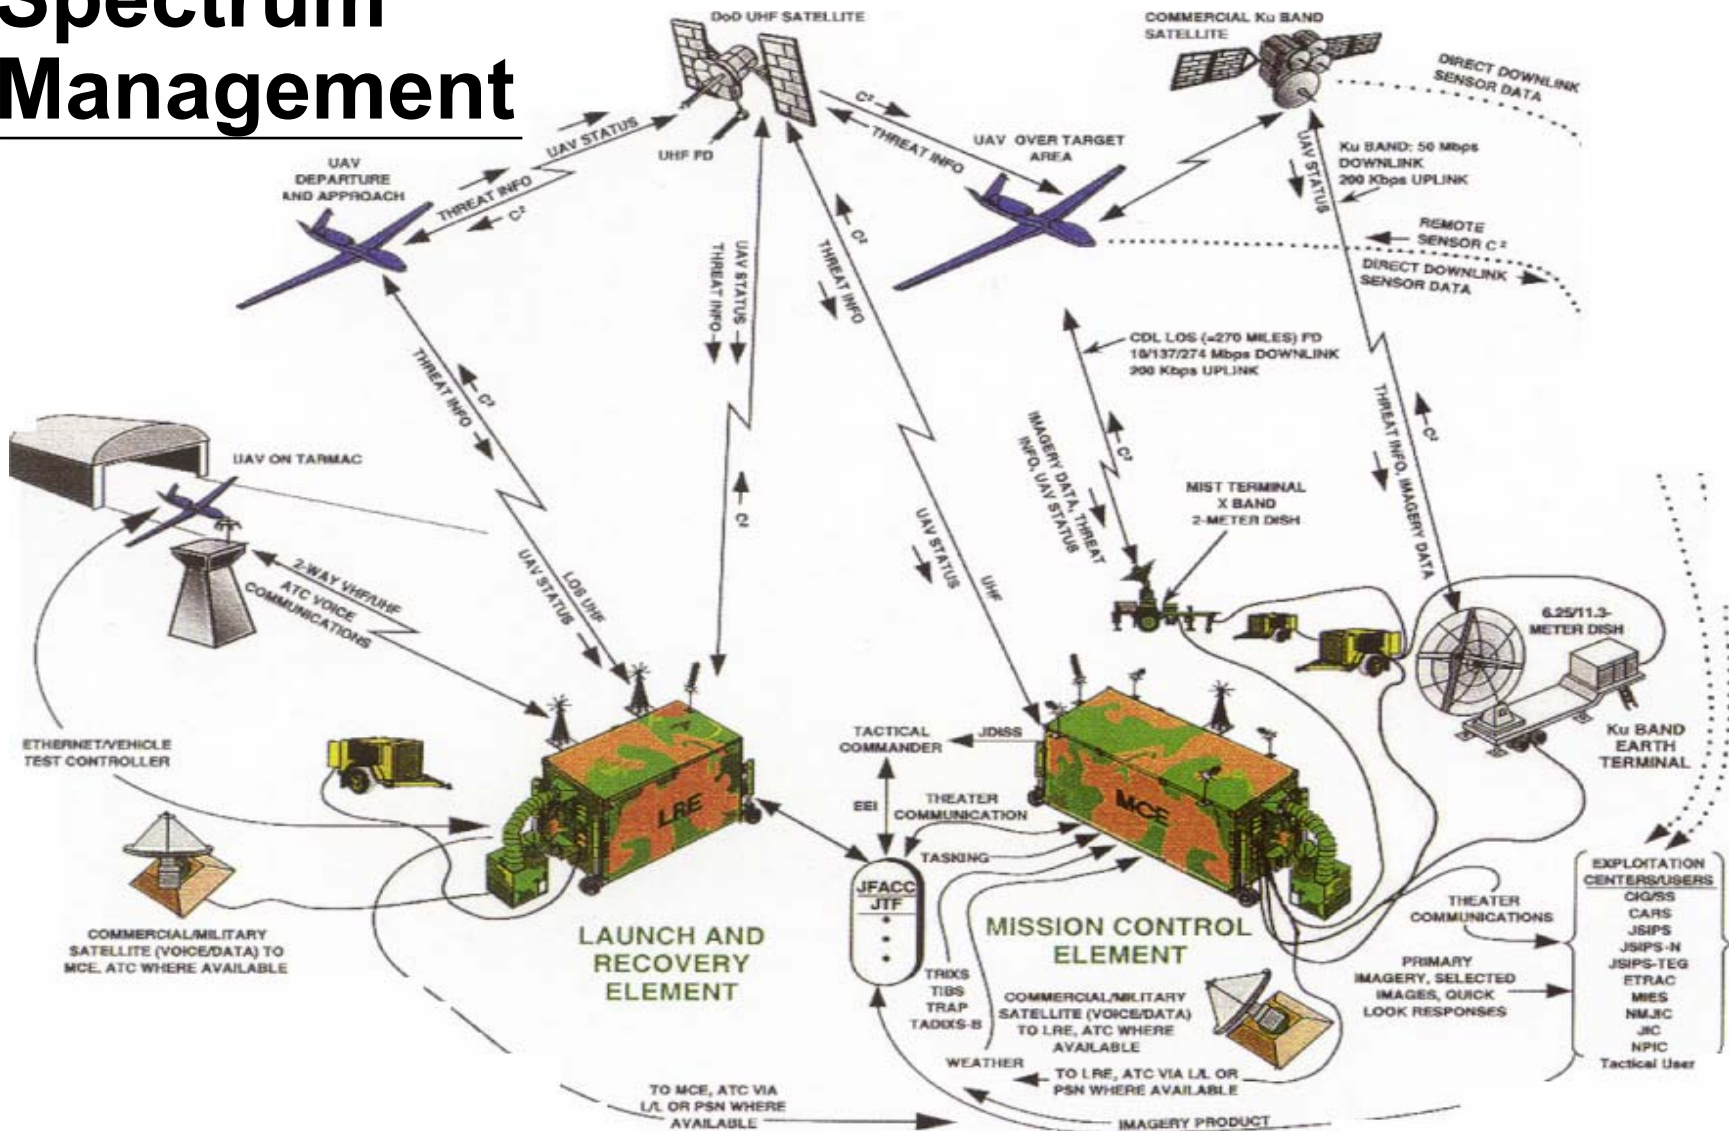 Spectrum
Management
DoD UHF SATELLITE
COMMERCIAL Ku BAND
SATELLITE
DIRECT DOWNLINK
SENSOR DATA
C²
THREAT INFO
UAV STATUS
UHF FD
UAV OVER TARGET
AREA
UAV STATUS
Ku BAND: 50 Mbps
DOWNLINK
200 Kbps UPLINK
UAV
DEPARTURE
AND APPROACH
THREAT INFO
C²
REMOTE
SENSOR C²
DIRECT DOWNLINK
SENSOR DATA
UAV STATUS
THREAT INFO
C²
THREAT INFO
CDL LOS (=270 MILES) FD
10/137/274 Mbps DOWNLINK
200 Kbps UPLINK
THREAT INFO
C²
C²
C²
THREAT INFO, IMAGERY DATA
IMAGERY DATA, THREAT
INFO, UAV STATUS
UAV ON TARMAC
C²
MIST TERMINAL
X BAND
2-METER DISH
UAV STATUS
UHF
2-WAY VHF/UHF
ATC VOICE
COMMUNICATIONS
UAV STATUS
LOS UHF
6.25/11.3-
METER DISH
ETHERNET/VEHICLE
TEST CONTROLLER
TACTICAL
COMMANDER
JDISS
Ku BAND
EARTH
TERMINAL
LRE
EEI
THEATER
COMMUNICATION
MCE
TASKING
JFACC
JTF
EXPLOITATION
CENTERS/USERS
CIG/SS
CARS
JSIPS
JSIPS-N
JSIPS-TEG
ETRAC
MIES
NMJIC
JIC
NPIC
Tactical User
THEATER
COMMUNICATIONS
COMMERCIAL/MILITARY
SATELLITE (VOICE/DATA) TO
MCE, ATC WHERE AVAILABLE
LAUNCH AND
RECOVERY
ELEMENT
MISSION CONTROL
ELEMENT
PRIMARY
IMAGERY, SELECTED
IMAGES, QUICK
LOOK RESPONSES
TRIXS
TIBS
TRAP
TADIXS-B
COMMERCIAL/MILITARY
SATELLITE (VOICE/DATA)
TO LRE, ATC WHERE
AVAILABLE
WEATHER
TO LRE, ATC VIA L/L OR
PSN WHERE AVAILABLE
TO MCE, ATC VIA
L/L OR PSN WHERE
AVAILABLE
IMAGERY PRODUCT